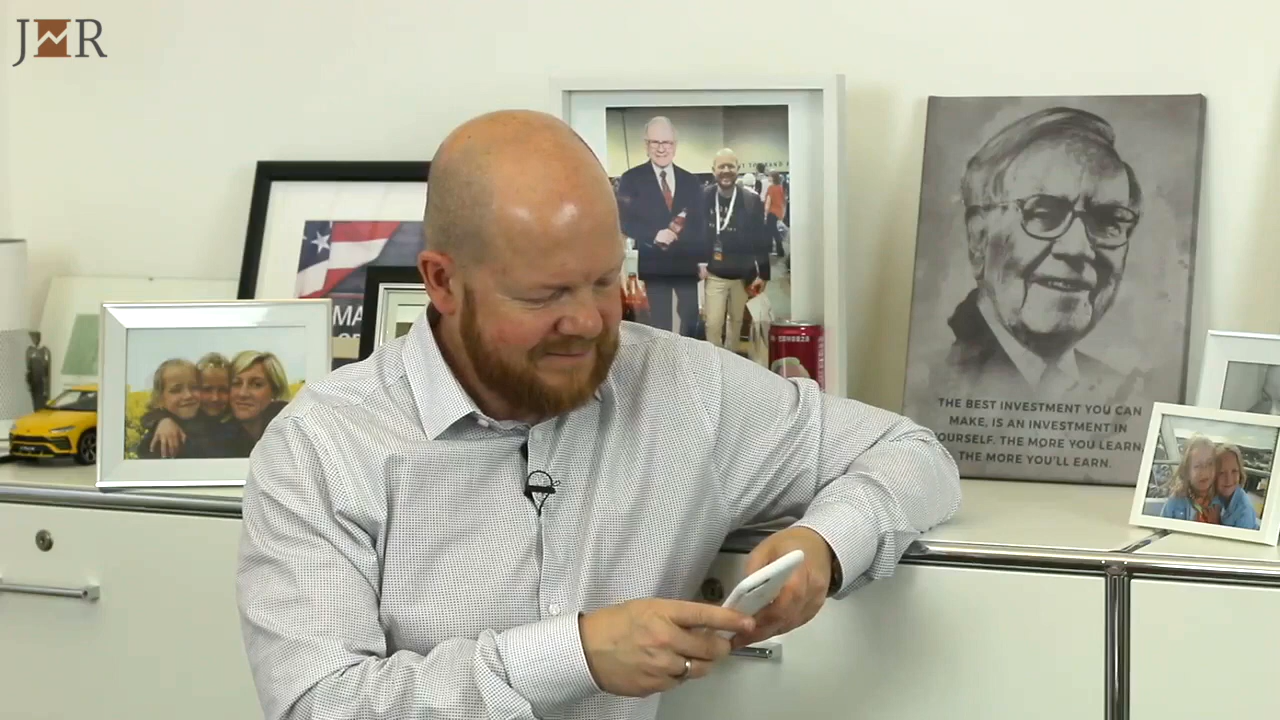 JMR
MA
THE BEST INVESTMENT YOU CAN
MAKE, IS AN INVESTMENT IN
YOURSELF. THE MORE YOU LEARN,
THE MORE YOU'LL EARN.